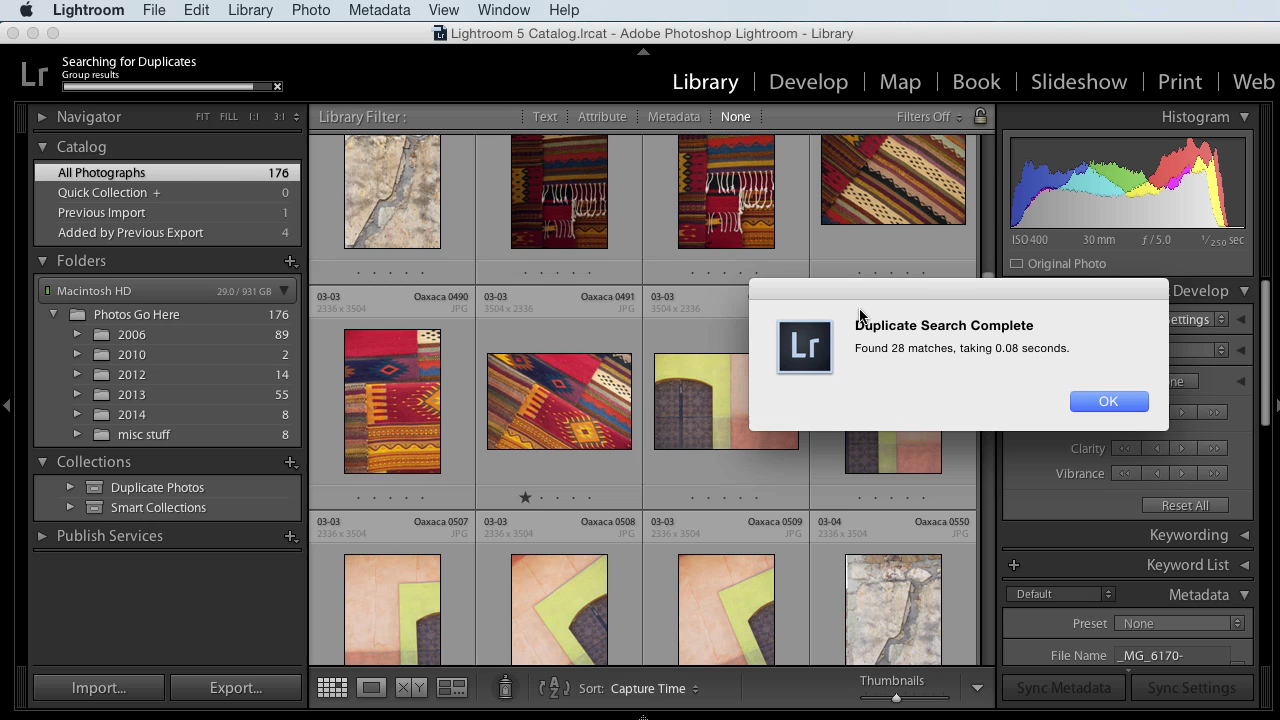 Lightroom File Edit Library Photo Metadata View Window Help
Lightroom 5 Catalog.lrcat - Adobe Photoshop Lightroom - Library
Lr
Searching for Duplicates
Group results
Library | Develop | Map | Book | Slideshow | Print | Web
Navigator FIT FILL 1:1 3:1
Catalog
All Photographs 176
Quick Collection + 0
Previous Import 1
Added by Previous Export 4
Folders
Macintosh HD 29.0 / 931 GB
Photos Go Here 176
2006 89
2010 2
2012 14
2013 55
2014 8
misc stuff 8
Collections
Duplicate Photos
Smart Collections
Publish Services
Import...
Export...
Library Filter : Text Attribute Metadata None Filters Off
03-03 Oaxaca 0490
2336 x 3504 JPG
03-03 Oaxaca 0491
3504 x 2336 JPG
03-03
2336 x 3504
03-03 Oaxaca 0507
2336 x 3504 JPG
03-03 Oaxaca 0508
2336 x 3504 JPG
03-03 Oaxaca 0509
2336 x 3504 JPG
03-04 Oaxaca 0550
2336 x 3504 JPG
Duplicate Search Complete
Found 28 matches, taking 0.08 seconds.
Lr
OK
XY
Sort: Capture Time
Thumbnails
Histogram
ISO 400 30 mm ƒ / 5.0 1/250 sec
Original Photo
Develop
Settings
Clarity
Vibrance
Reset All
Keywording
Keyword List
Default Metadata
Preset None
File Name _MG_6170-
Sync Metadata Sync Settings